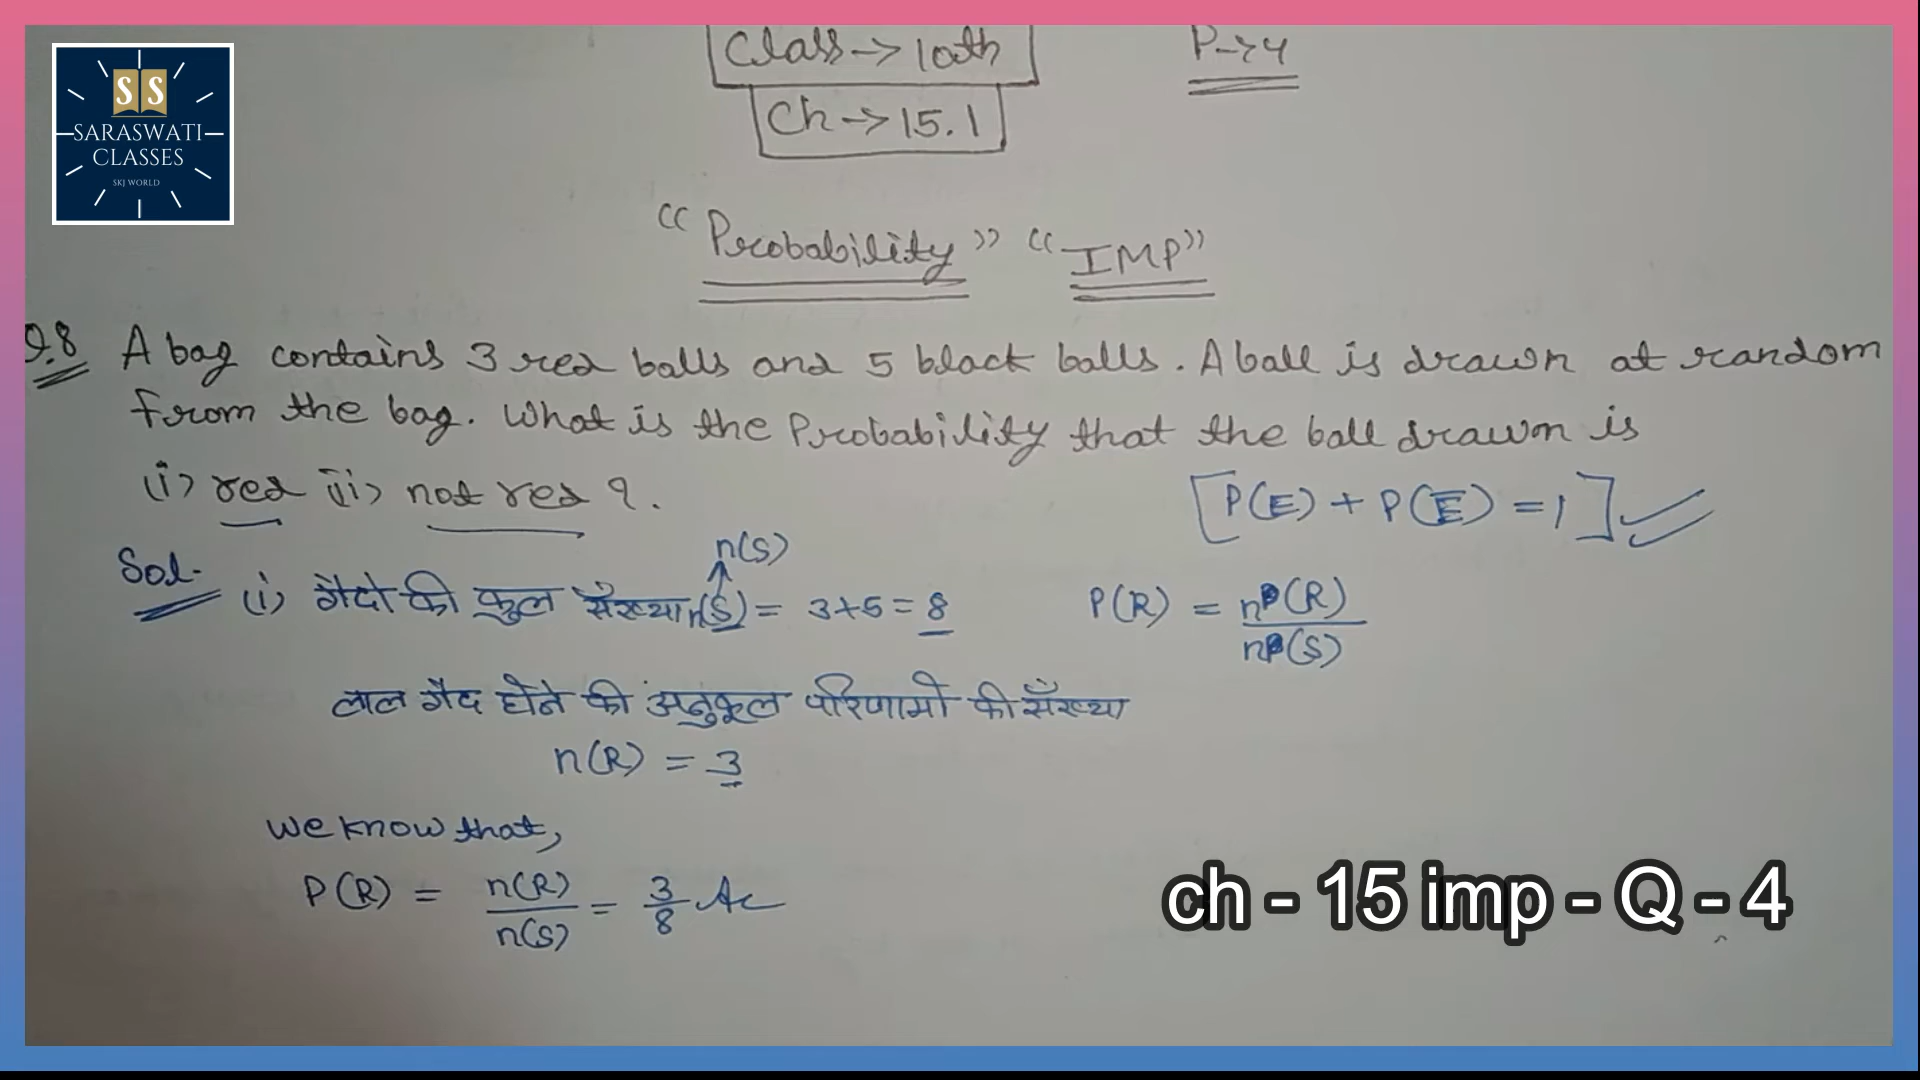 SS
SARASWATI
CLASSES
SKJ WORLD
Class → 10th
P → 4
Ch → 15.1
"Probability" "IMP"
Q.8 A bag contains 3 red balls and 5 black balls. A ball is drawn at random
from the bag. What is the Probability that the ball drawn is
(i) red (ii) not red ?.
[P(E) + P(E̅) = 1]
Sol.
n(S)
(i) गैंदो की कुल सँख्या n(S) = 3+5 = 8
P(R) = n(R)/n(S)
लाल गैंद होने की अनुकूल परिणामो की सँख्या
n(R) = 3
we know that,
P(R) = n(R)/n(S) = 3/8
ch - 15 imp - Q - 4